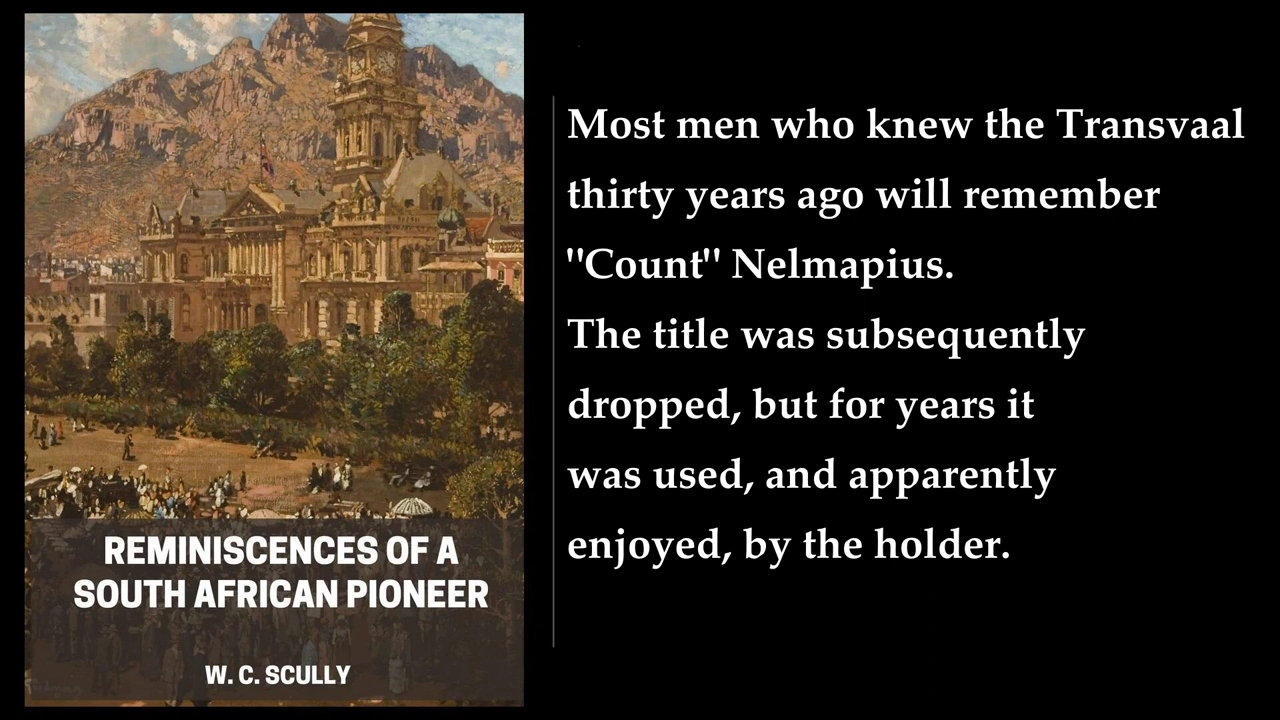 REMINISCENCES OF A
SOUTH AFRICAN PIONEER
W. C. SCULLY
Most men who knew the Transvaal
thirty years ago will remember
"Count" Nelmapius.
The title was subsequently
dropped, but for years it
was used, and apparently
enjoyed, by the holder.